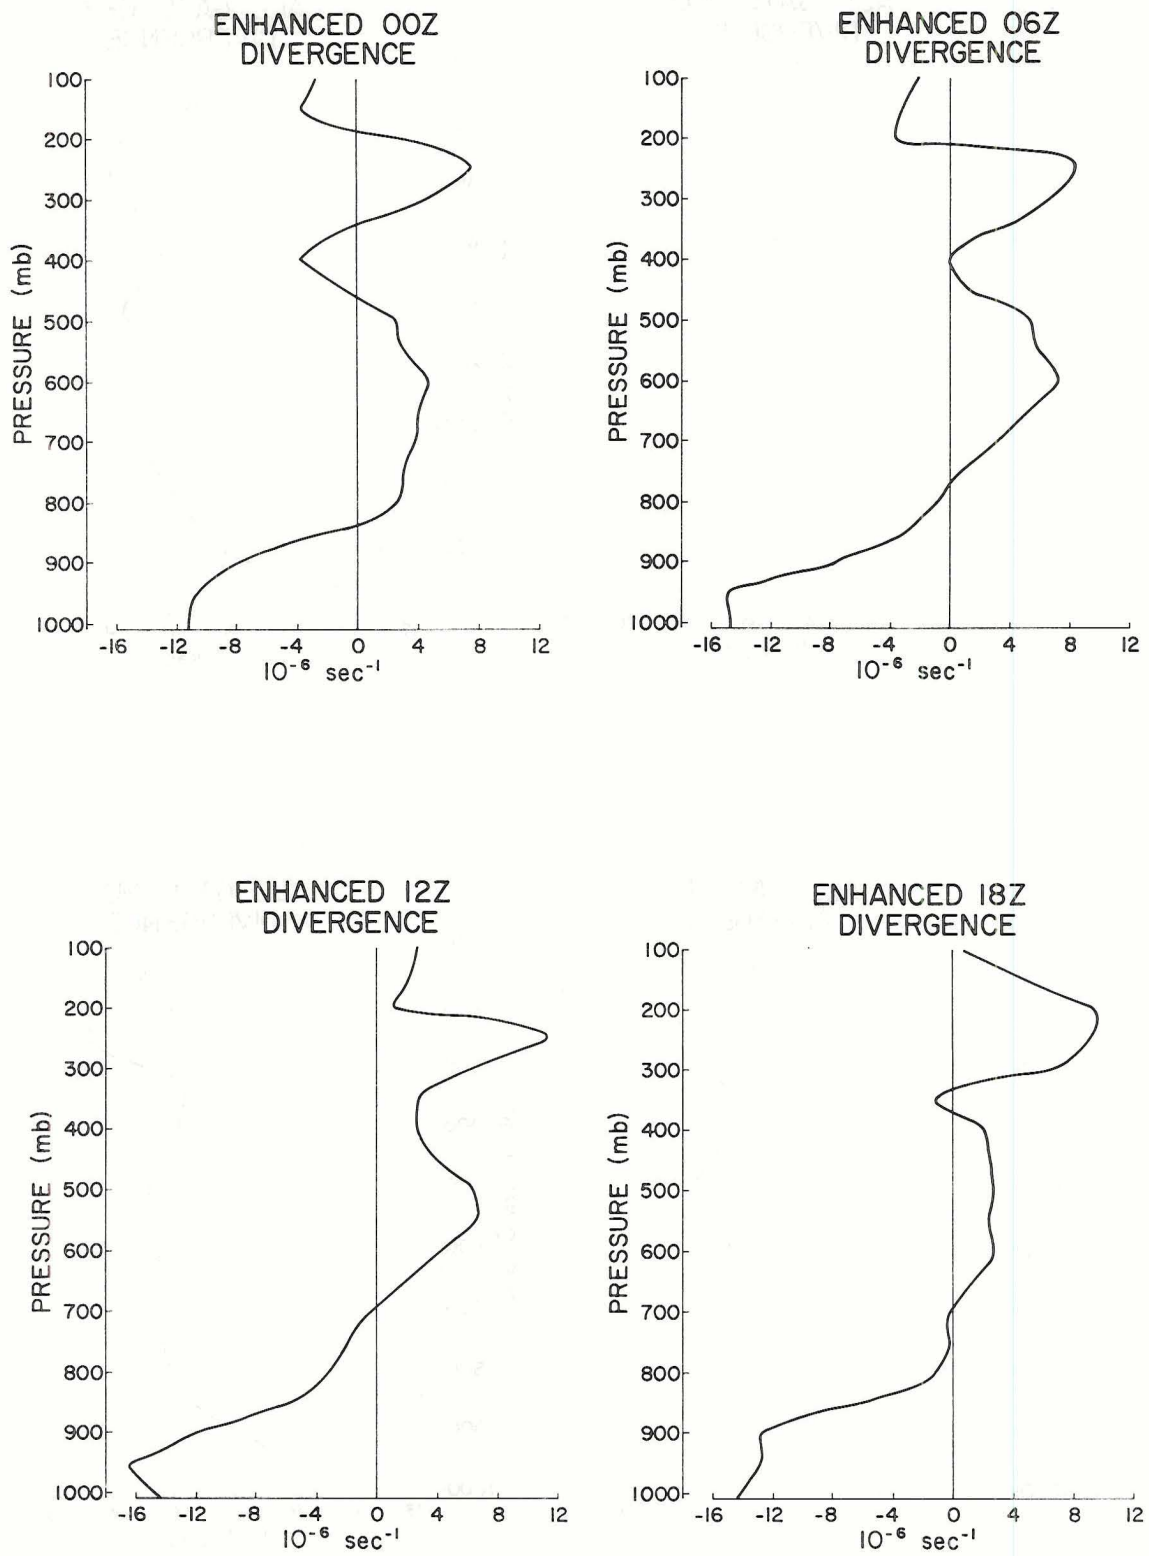 ENHANCED 00Z
DIVERGENCE
100
200
300
400
500
600
700
800
900
1000
PRESSURE (mb)
-16 -12 -8 -4 0 4 8 12
10⁻⁶ sec⁻¹
ENHANCED 06Z
DIVERGENCE
100
200
300
400
500
600
700
800
900
1000
PRESSURE (mb)
-16 -12 -8 -4 0 4 8 12
10⁻⁶ sec⁻¹
ENHANCED 12Z
DIVERGENCE
100
200
300
400
500
600
700
800
900
1000
PRESSURE (mb)
-16 -12 -8 -4 0 4 8 12
10⁻⁶ sec⁻¹
ENHANCED 18Z
DIVERGENCE
100
200
300
400
500
600
700
800
900
1000
PRESSURE (mb)
-16 -12 -8 -4 0 4 8 12
10⁻⁶ sec⁻¹